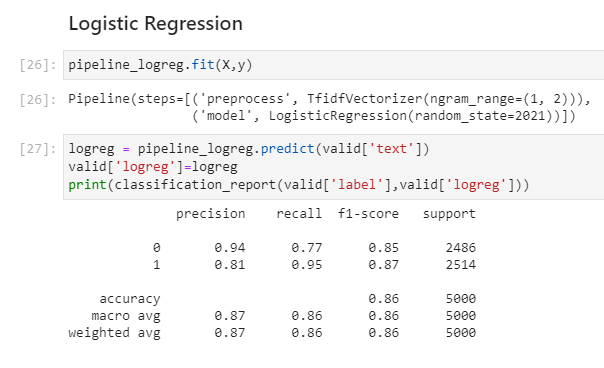 Logistic Regression
[26]: pipeline_logreg.fit(X,y)
[26]: Pipeline(steps=[('preprocess', TfidfVectorizer(ngram_range=(1, 2))),
('model', LogisticRegression(random_state=2021))])
[27]: logreg = pipeline_logreg.predict(valid['text'])
valid['logreg']=logreg
print(classification_report(valid['label'],valid['logreg']))
precision recall f1-score support
0 0.94 0.77 0.85 2486
1 0.81 0.95 0.87 2514
accuracy 0.86 5000
macro avg 0.87 0.86 0.86 5000
weighted avg 0.87 0.86 0.86 5000